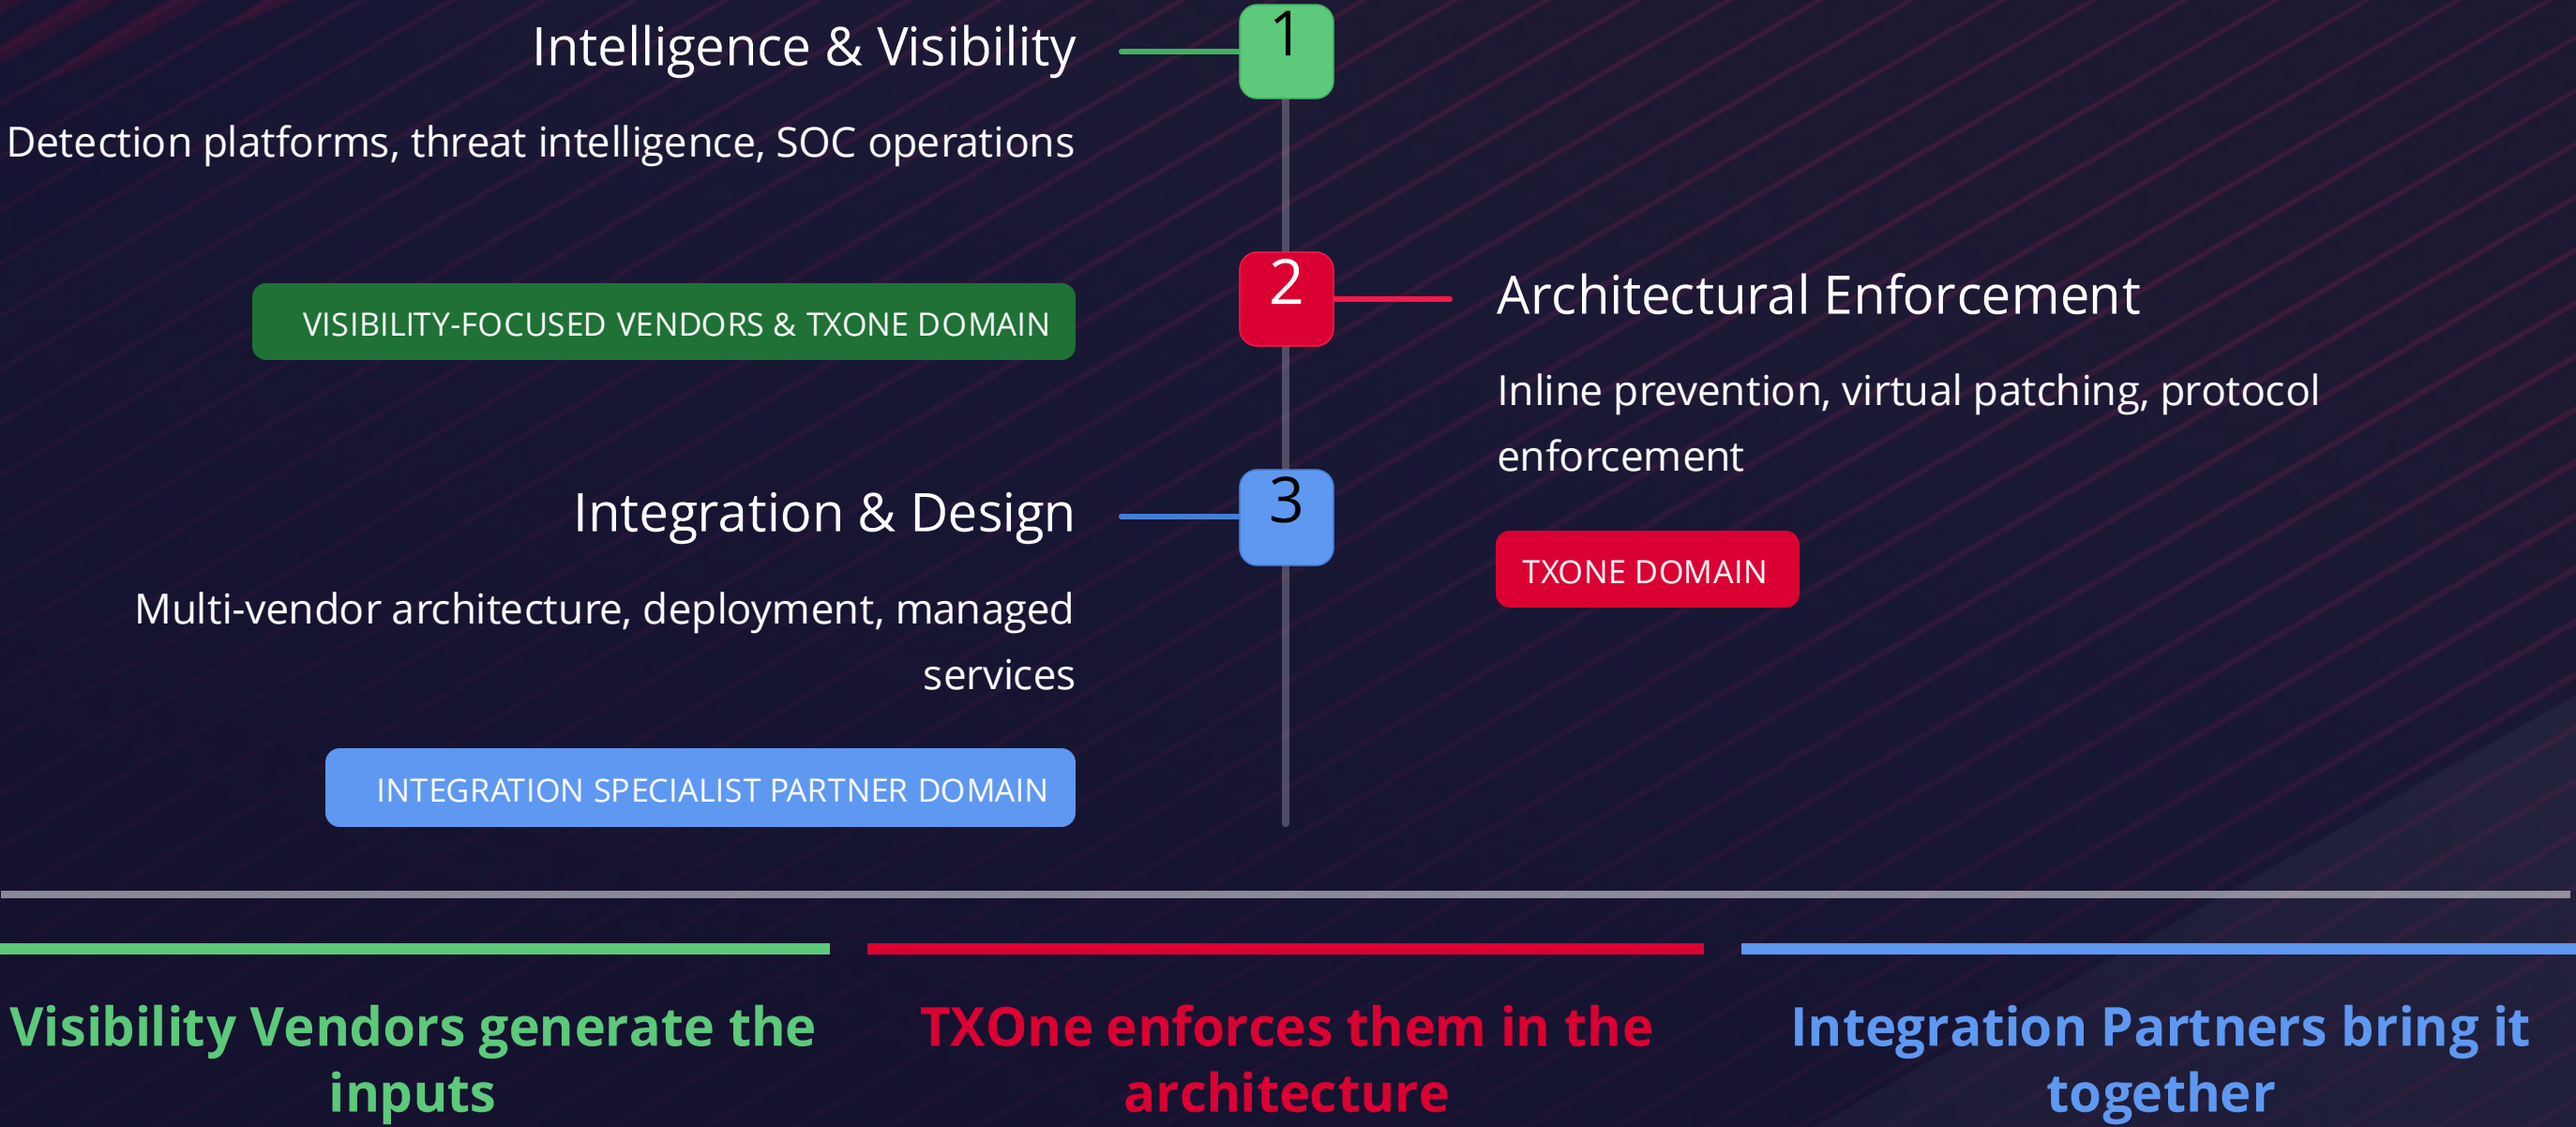 Intelligence & Visibility
1
Detection platforms, threat intelligence, SOC operations
VISIBILITY-FOCUSED VENDORS & TXONE DOMAIN
2
Architectural Enforcement
Inline prevention, virtual patching, protocol
enforcement
TXONE DOMAIN
3
Integration & Design
Multi-vendor architecture, deployment, managed
services
INTEGRATION SPECIALIST PARTNER DOMAIN
Visibility Vendors generate the
inputs
TXOne enforces them in the
architecture
Integration Partners bring it
together